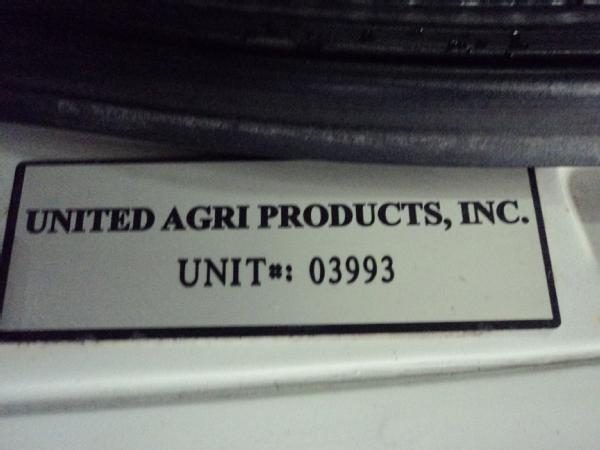 UNITED AGRI PRODUCTS, INC.
UNIT#: 03993